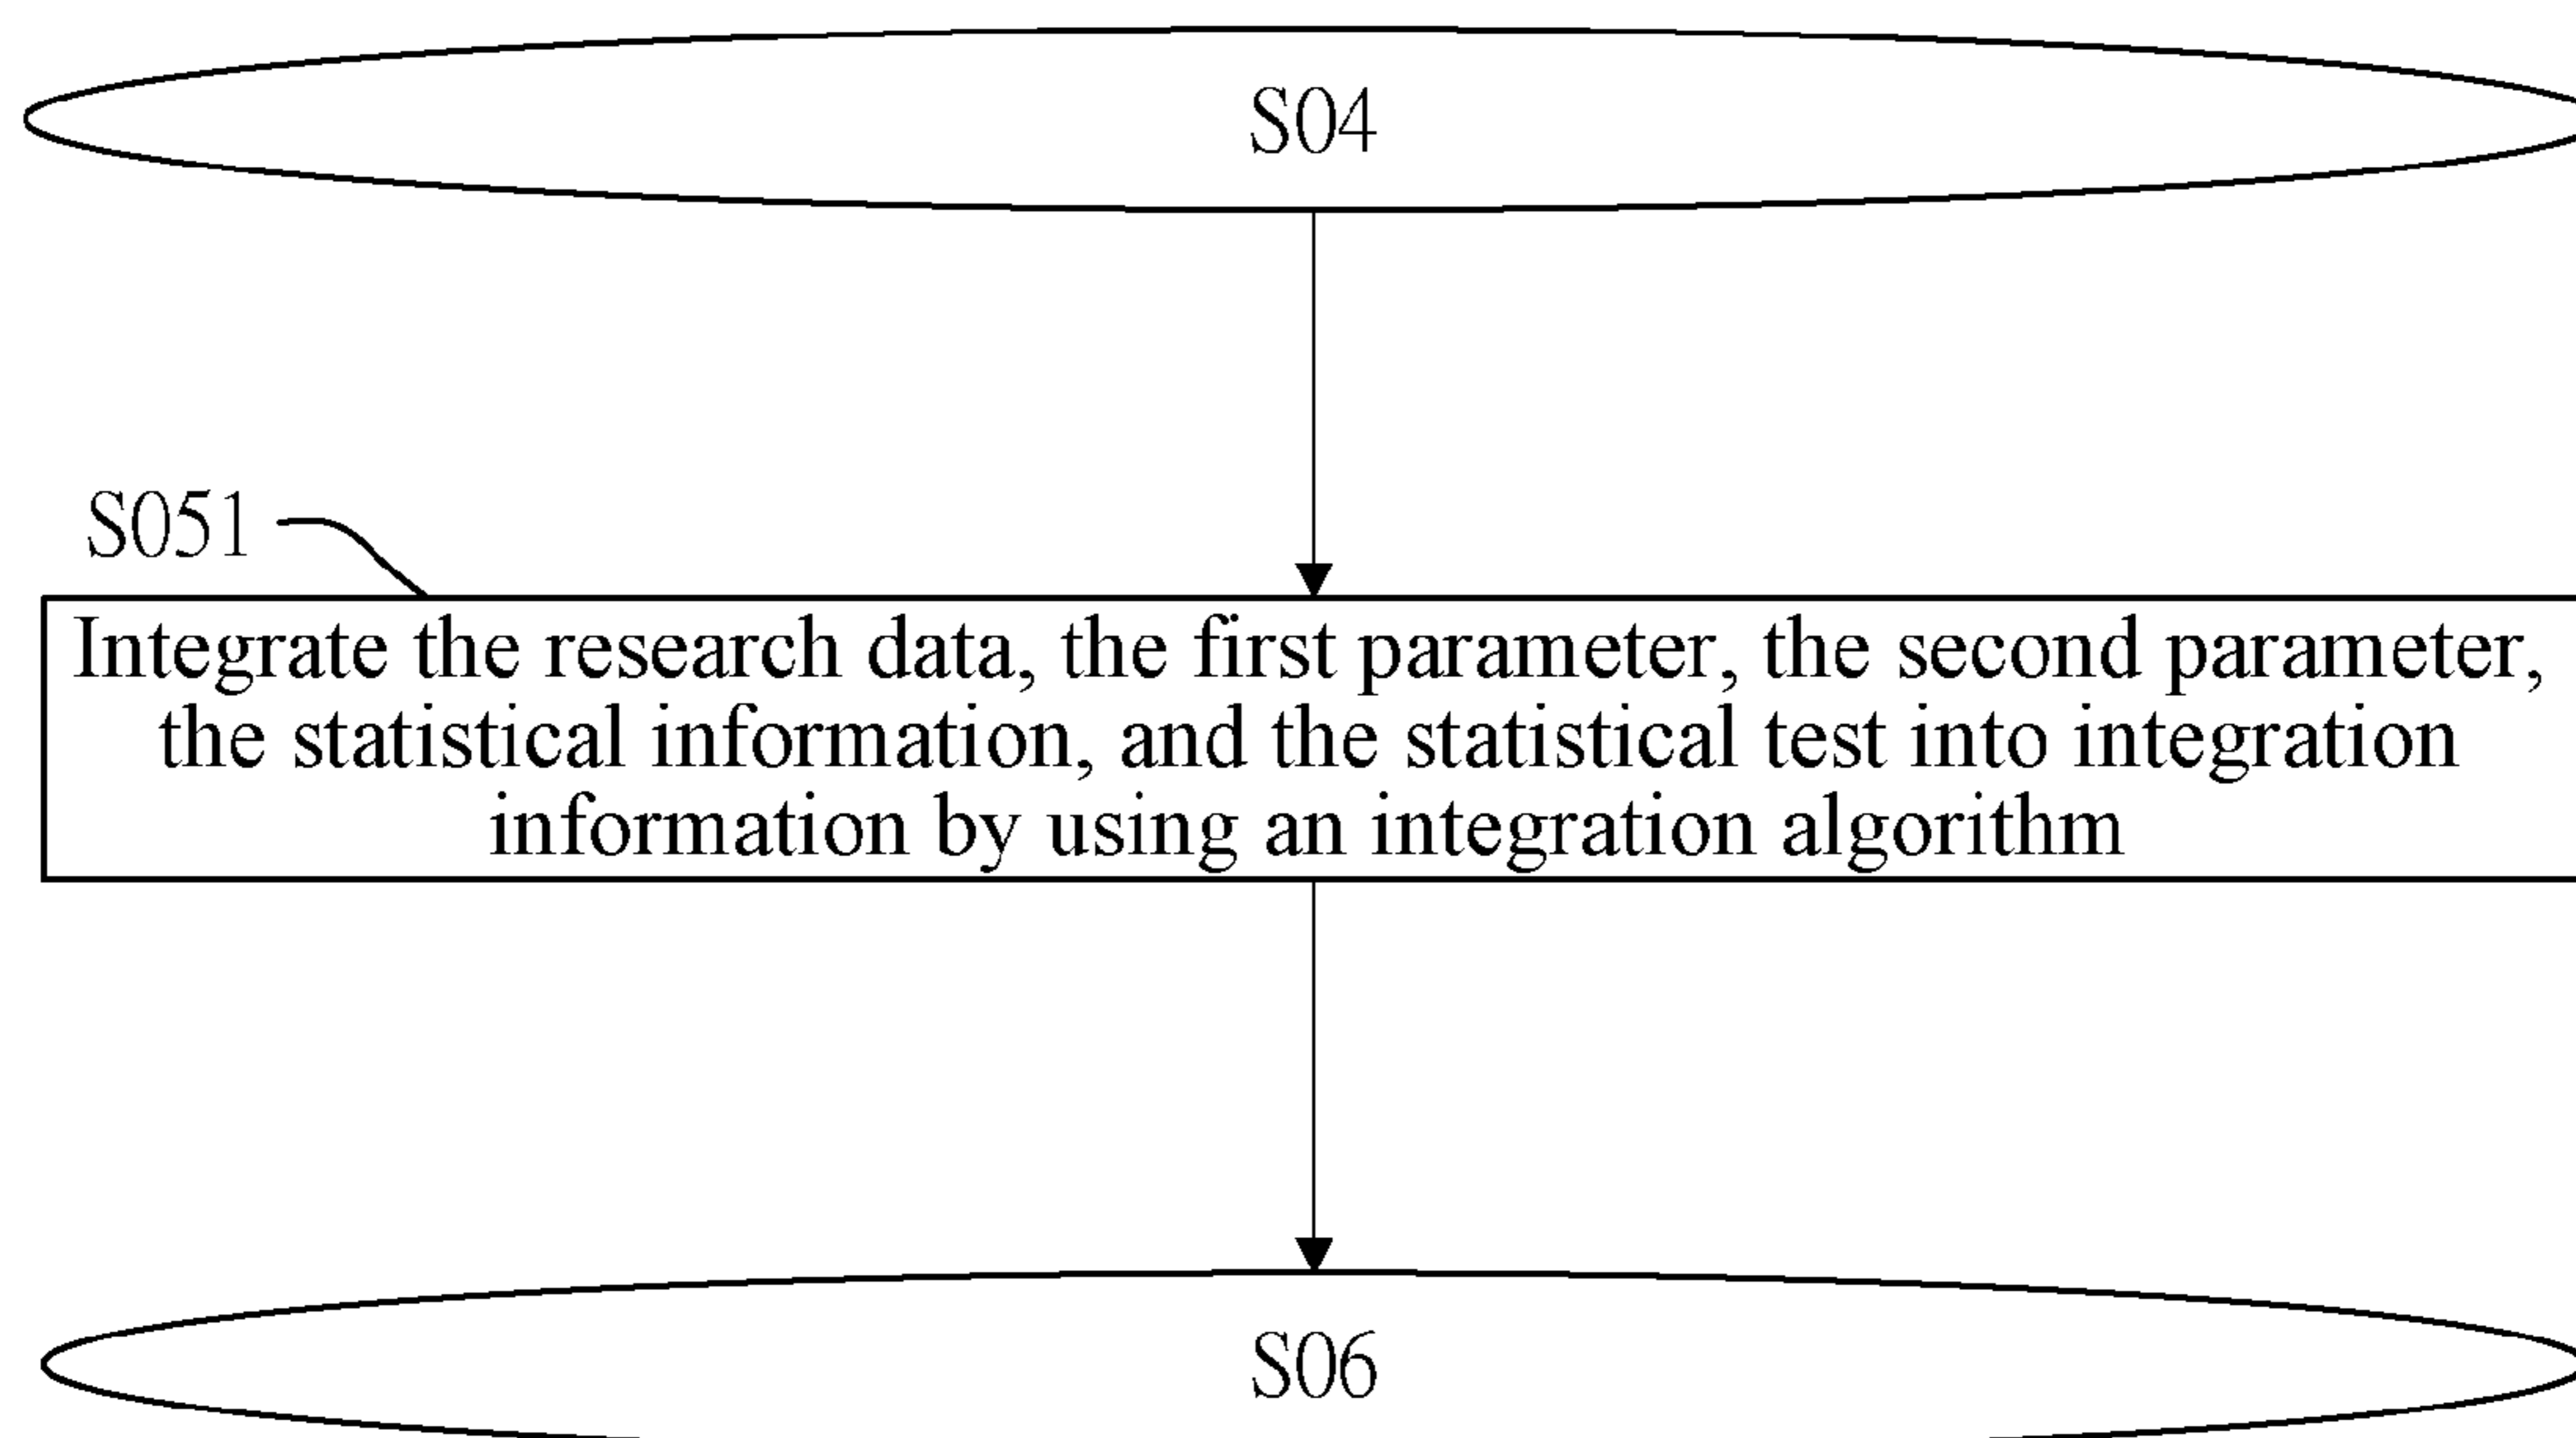 S04
S051
Integrate the research data, the first parameter, the second parameter,
the statistical information, and the statistical test into integration
information by using an integration algorithm
S06